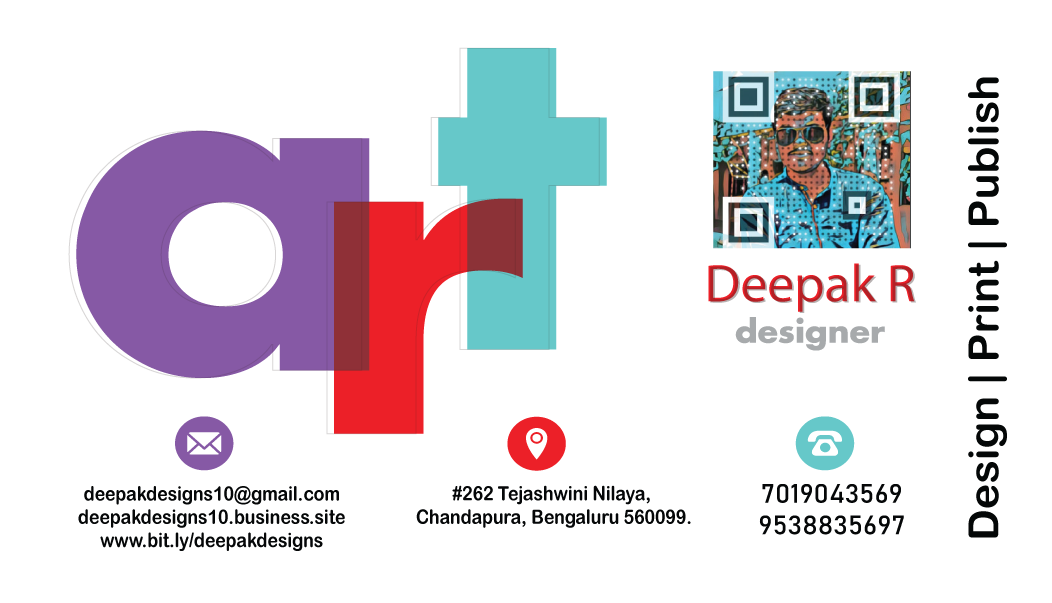 art
Deepak R
designer
Design | Print | Publish
deepakdesigns10@gmail.com
deepakdesigns10.business.site
www.bit.ly/deepakdesigns
#262 Tejashwini Nilaya,
Chandapura, Bengaluru 560099.
7019043569
9538835697